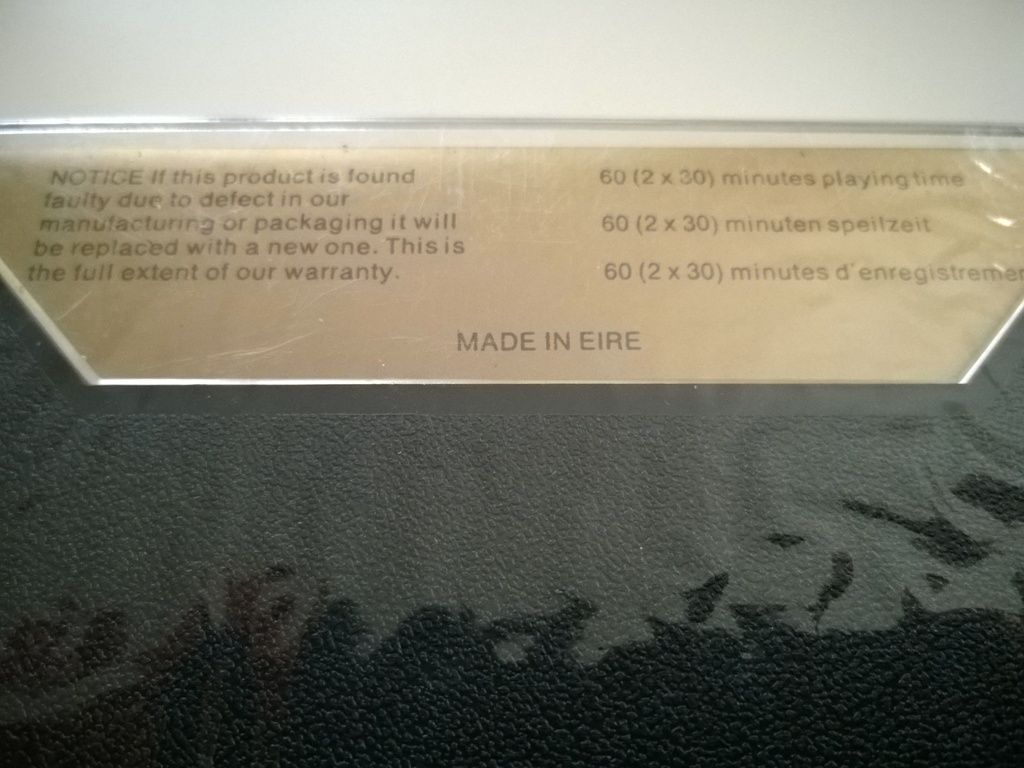 NOTICE If this product is found
faulty due to defect in our
manufacturing or packaging it will
be replaced with a new one. This is
the full extent of our warranty.
60 (2 x 30) minutes playing time
60 (2 x 30) minuten speilzeit
60 (2 x 30) minutes d'enregistremen
MADE IN EIRE